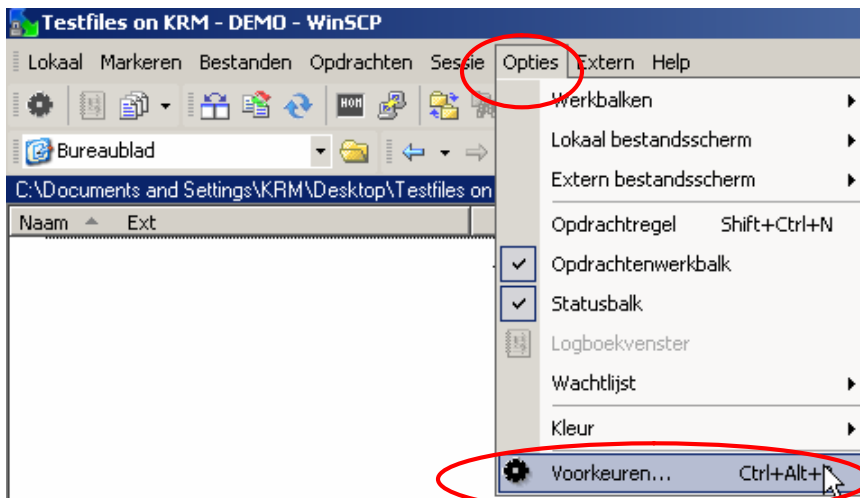 Testfiles on KRM - DEMO - WinSCP
Lokaal Markeren Bestanden Opdrachten Sessie Opties Extern Help
HOM
Bureaublad
C:\Documents and Settings\KRM\Desktop\Testfiles on
Naam Ext
Werkbalken
Lokaal bestandsscherm
Extern bestandsscherm
Opdrachtregel Shift+Ctrl+N
Opdrachtenwerkbalk
Statusbalk
Logboekvenster
Wachtlijst
Kleur
Voorkeuren... Ctrl+Alt+